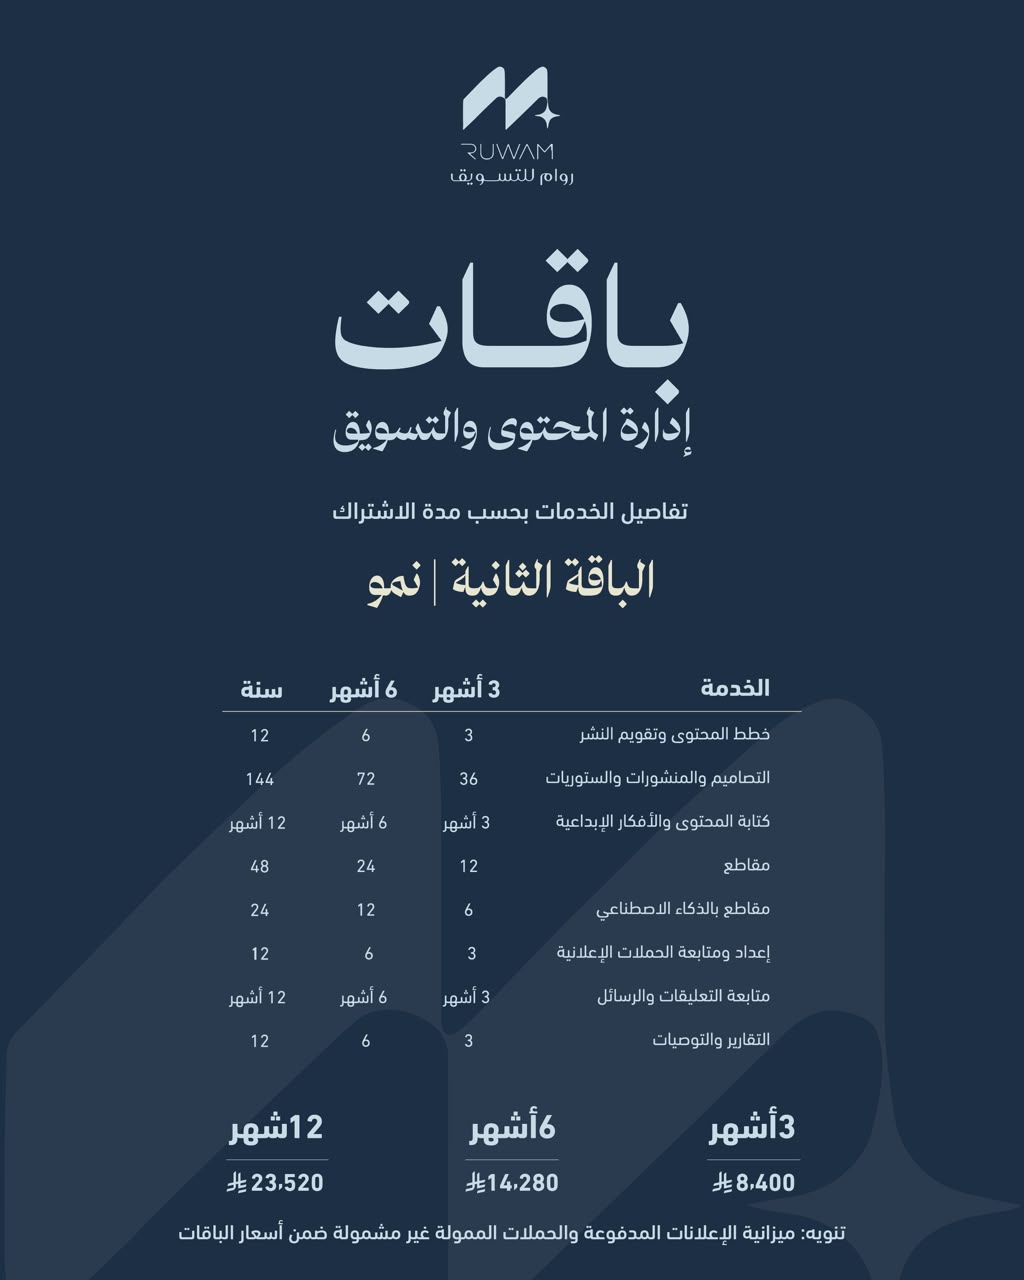 RUWAM
روام للتسويق
باقات
إدارة المحتوى والتسويق
تفاصيل الخدمات بحسب مدة الاشتراك
الباقة الثانية | نمو
الخدمة 3 أشهر 6 أشهر سنة
خطط المحتوى وتقويم النشر 3 6 12
التصاميم والمنشورات والستوريات 36 72 144
كتابة المحتوى والأفكار الإبداعية 3 أشهر 6 أشهر 12 أشهر
مقاطع 12 24 48
مقاطع بالذكاء الاصطناعي 6 12 24
إعداد ومتابعة الحملات الإعلانية 3 6 12
متابعة التعليقات والرسائل 3 أشهر 6 أشهر 12 أشهر
التقارير والتوصيات 3 6 12
3أشهر 6أشهر 12شهر
8,400 ⃁ 14,280 ⃁ 23,520 ⃁
تنويه: ميزانية الإعلانات المدفوعة والحملات الممولة غير مشمولة ضمن أسعار الباقات